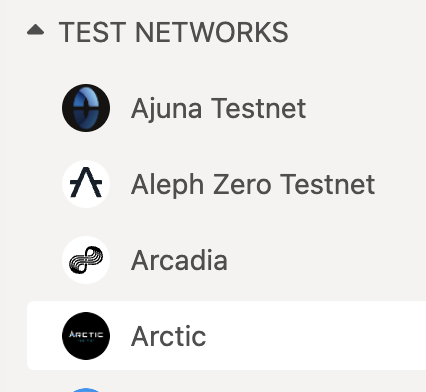 TEST NETWORKS
Ajuna Testnet
Aleph Zero Testnet
Arcadia
ARCTIC
Arctic